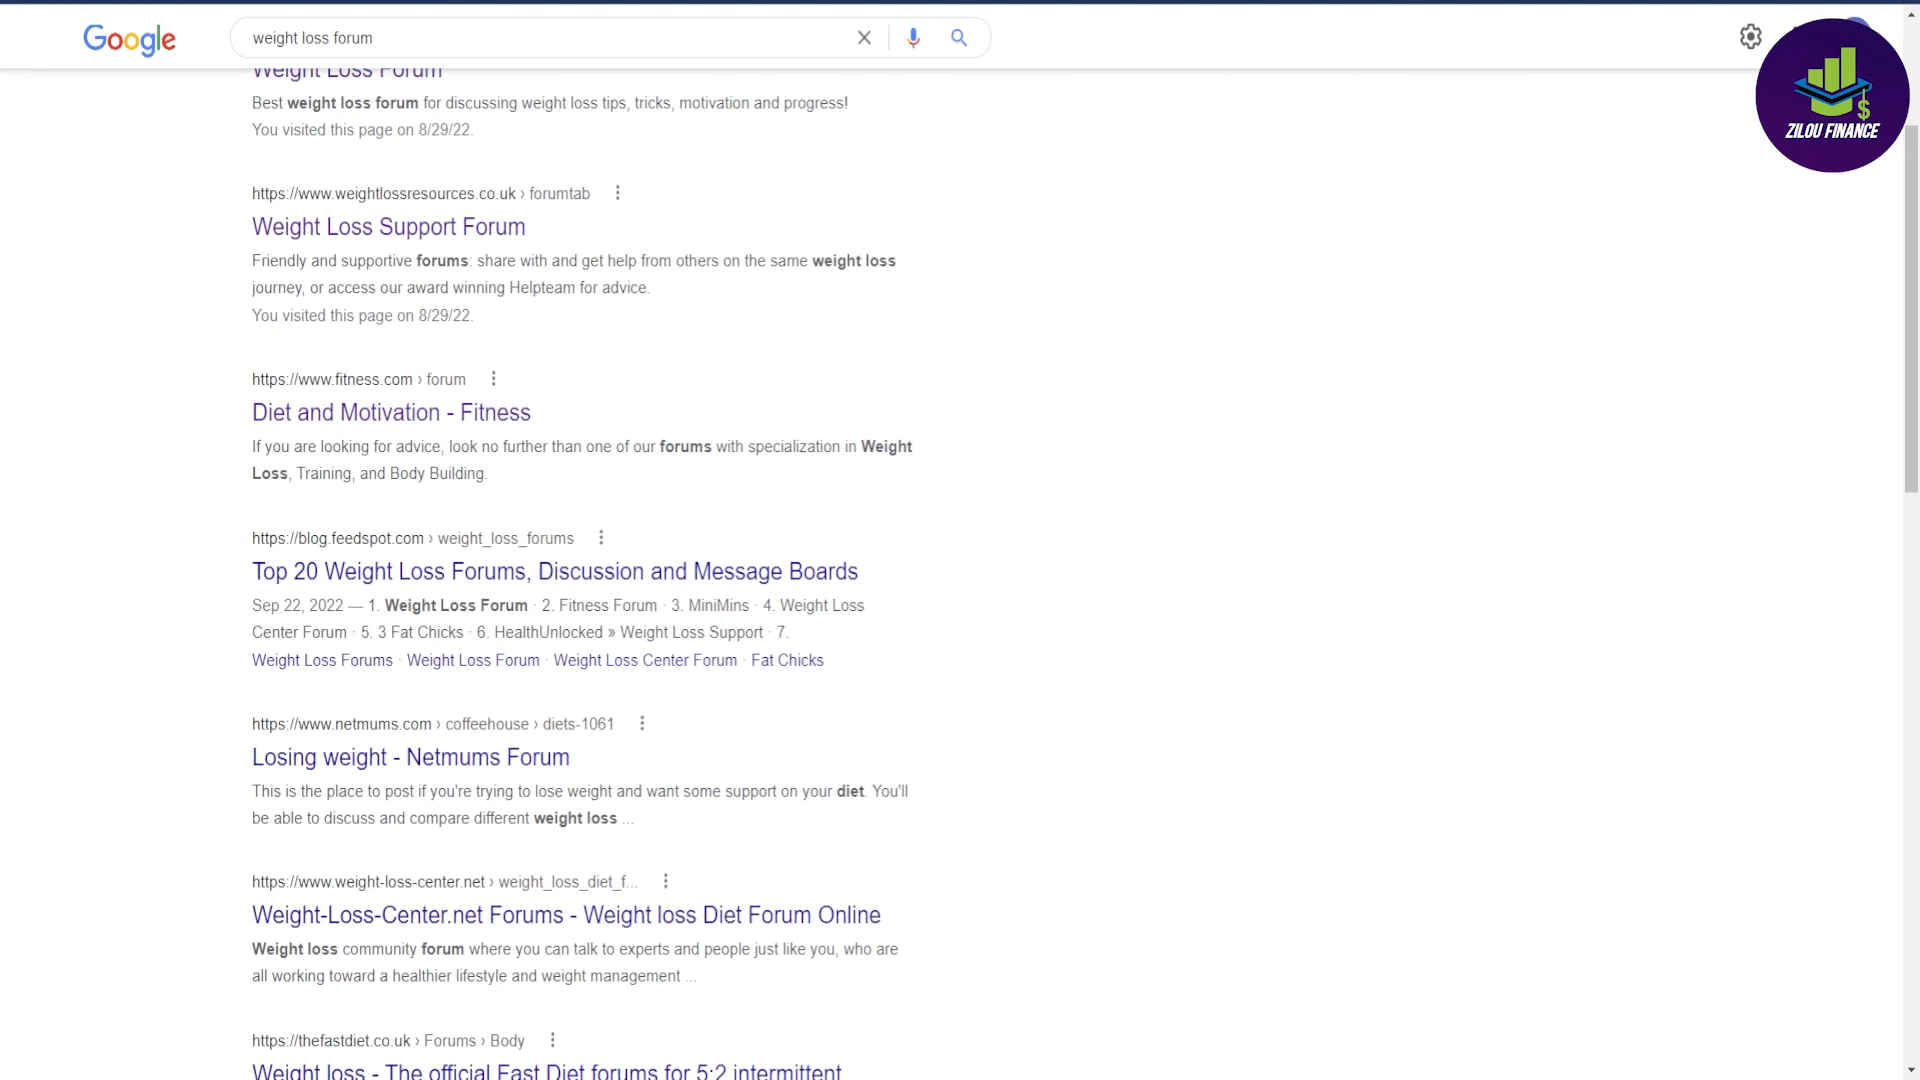 Google
weight loss forum
Weight Loss Forum
Best weight loss forum for discussing weight loss tips, tricks, motivation and progress!
You visited this page on 8/29/22.
https://www.weightlossresources.co.uk › forumtab
Weight Loss Support Forum
Friendly and supportive forums: share with and get help from others on the same weight loss
journey, or access our award winning Helpteam for advice.
You visited this page on 8/29/22.
https://www.fitness.com › forum
Diet and Motivation - Fitness
If you are looking for advice, look no further than one of our forums with specialization in Weight
Loss, Training, and Body Building.
https://blog.feedspot.com › weight_loss_forums
Top 20 Weight Loss Forums, Discussion and Message Boards
Sep 22, 2022 — 1. Weight Loss Forum · 2. Fitness Forum · 3. MiniMins · 4. Weight Loss
Center Forum · 5. 3 Fat Chicks · 6. HealthUnlocked » Weight Loss Support · 7.
Weight Loss Forums · Weight Loss Forum · Weight Loss Center Forum · Fat Chicks
https://www.netmums.com › coffeehouse › diets-1061
Losing weight - Netmums Forum
This is the place to post if you're trying to lose weight and want some support on your diet. You'll
be able to discuss and compare different weight loss ...
https://www.weight-loss-center.net › weight_loss_diet_f...
Weight-Loss-Center.net Forums - Weight loss Diet Forum Online
Weight loss community forum where you can talk to experts and people just like you, who are
all working toward a healthier lifestyle and weight management ...
https://thefastdiet.co.uk › Forums › Body
Weight loss - The official Fast Diet forums for 5:2 intermittent
$
ZILOU FINANCE